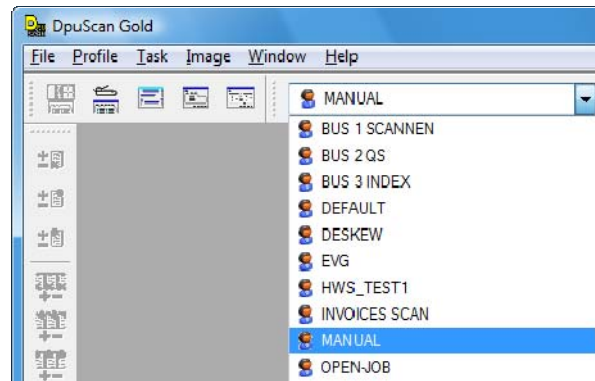 DpuScan Gold
File Profile Task Image Window Help
MANUAL
BUS 1 SCANNEN
BUS 2 QS
BUS 3 INDEX
DEFAULT
DESKEW
EVG
HWS_TEST1
INVOICES SCAN
MANUAL
OPEN-JOB